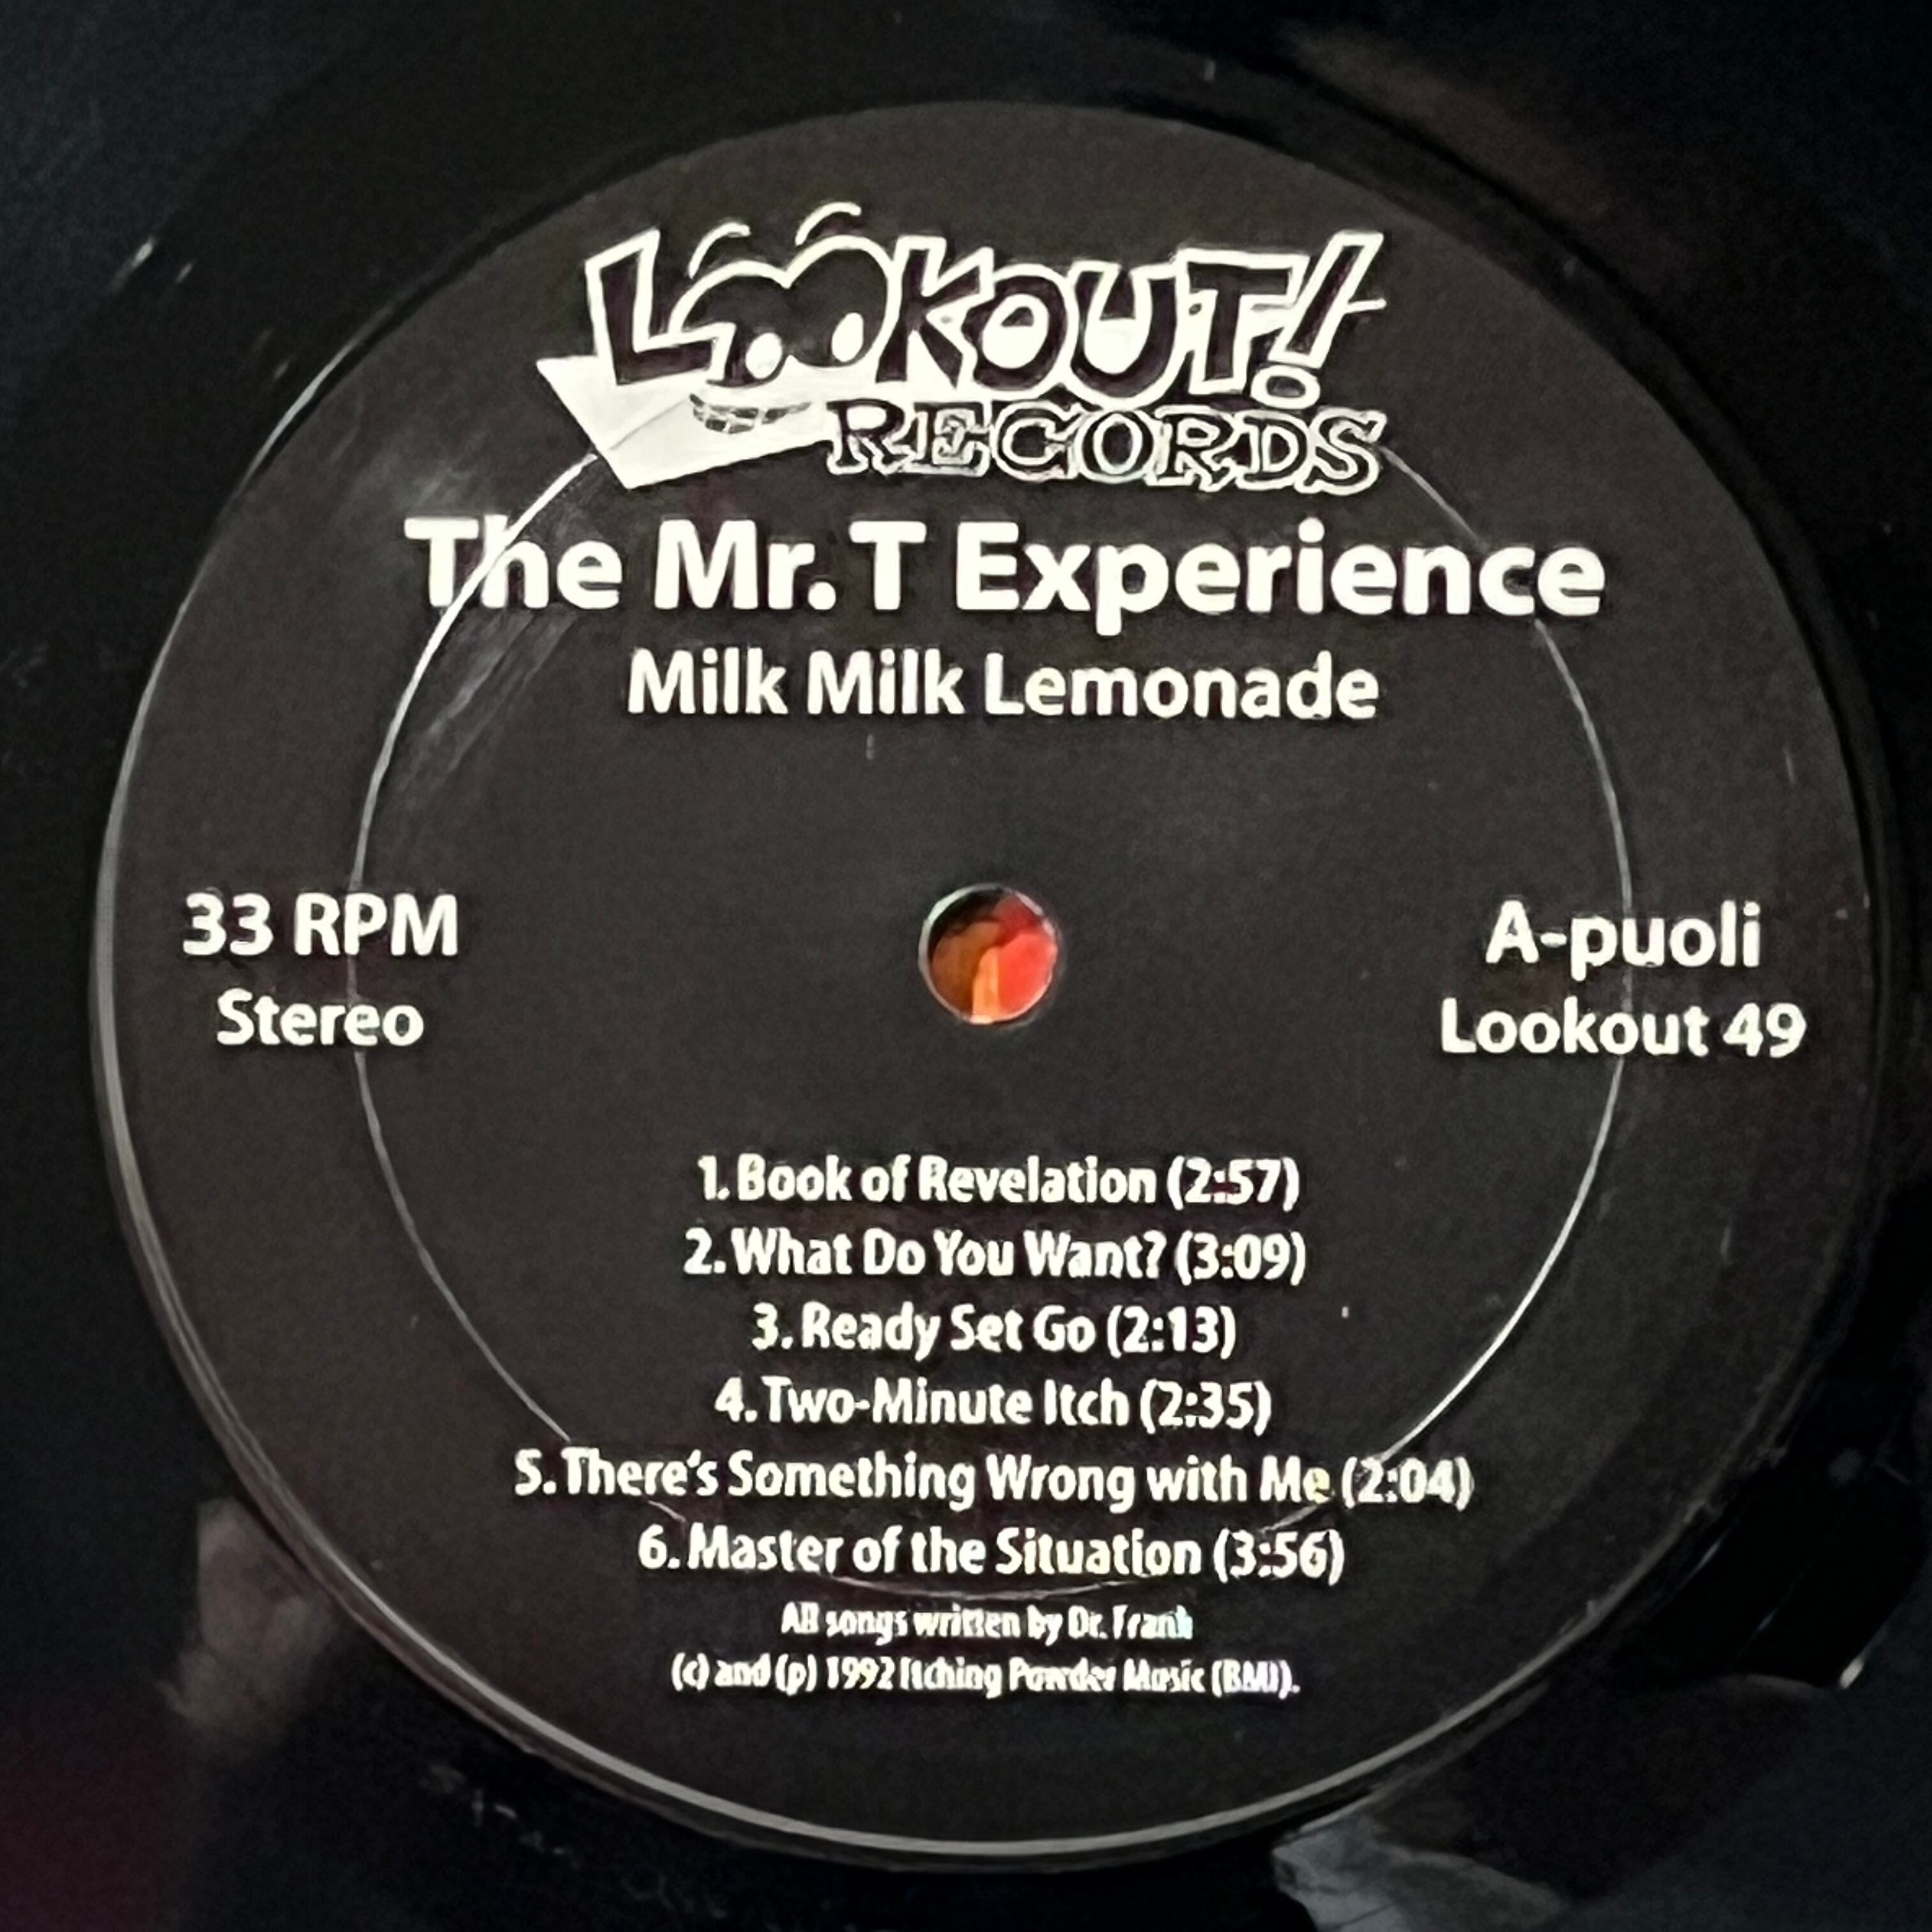 LOOKOUT!
RECORDS
The Mr. T Experience
Milk Milk Lemonade
33 RPM
Stereo
A-puoli
Lookout 49
1. Book of Revelation (2:57)
2. What Do You Want? (3:09)
3. Ready Set Go (2:13)
4. Two-Minute Itch (2:35)
5. There's Something Wrong with Me (2:04)
6. Master of the Situation (3:56)
All songs written by Dr. Frank
(c) and (p) 1992 Itching Powder Music (BMI).